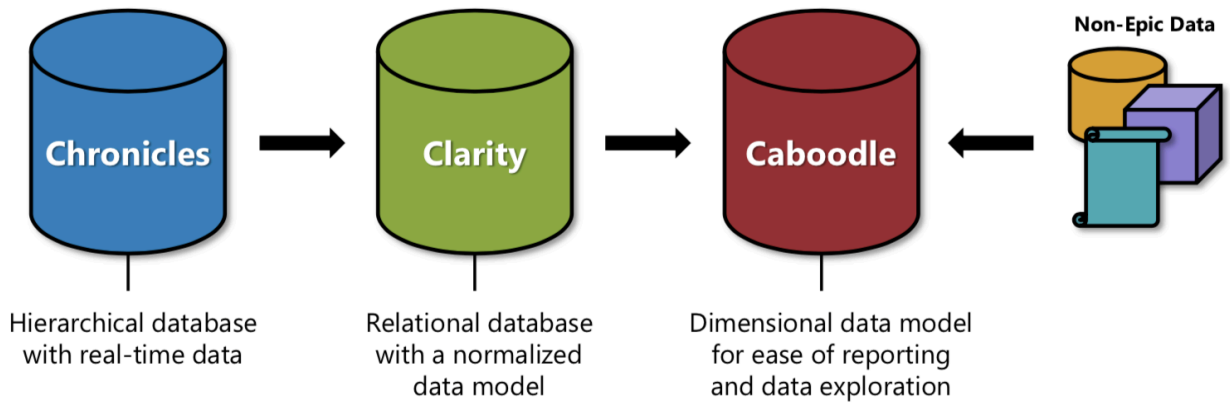 Non-Epic Data
Chronicles
Clarity
Caboodle
Hierarchical database
with real-time data
Relational database
with a normalized
data model
Dimensional data model
for ease of reporting
and data exploration